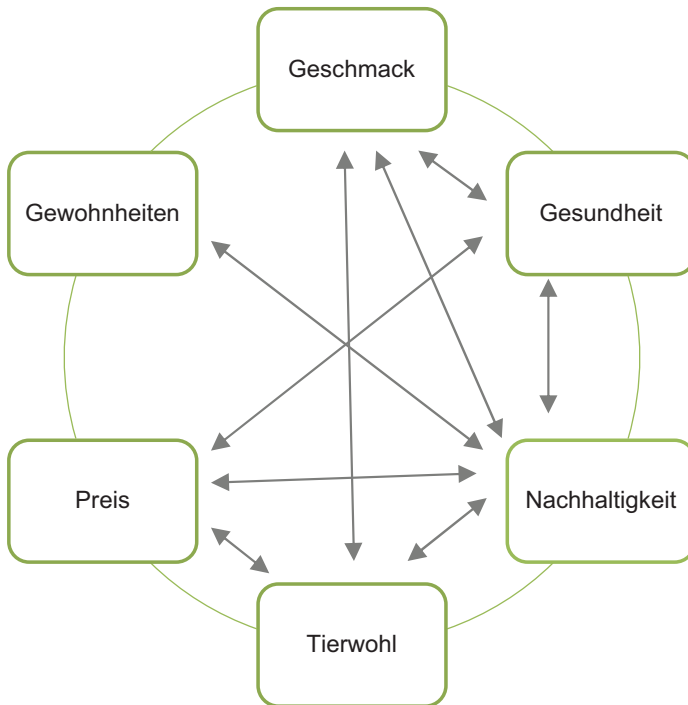 Geschmack
Gewohnheiten
Gesundheit
Preis
Nachhaltigkeit
Tierwohl